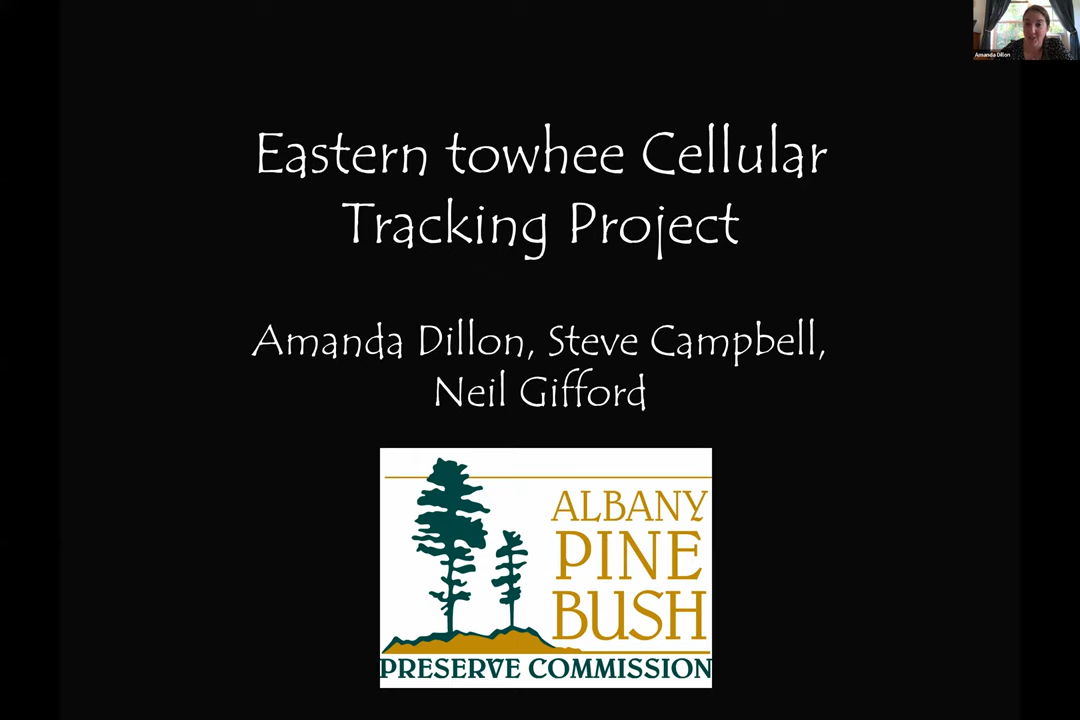 Amanda Dillon
Eastern towhee Cellular
Tracking Project
Amanda Dillon, Steve Campbell,
Neil Gifford
ALBANY
PINE
BUSH
PRESERVE COMMISSION